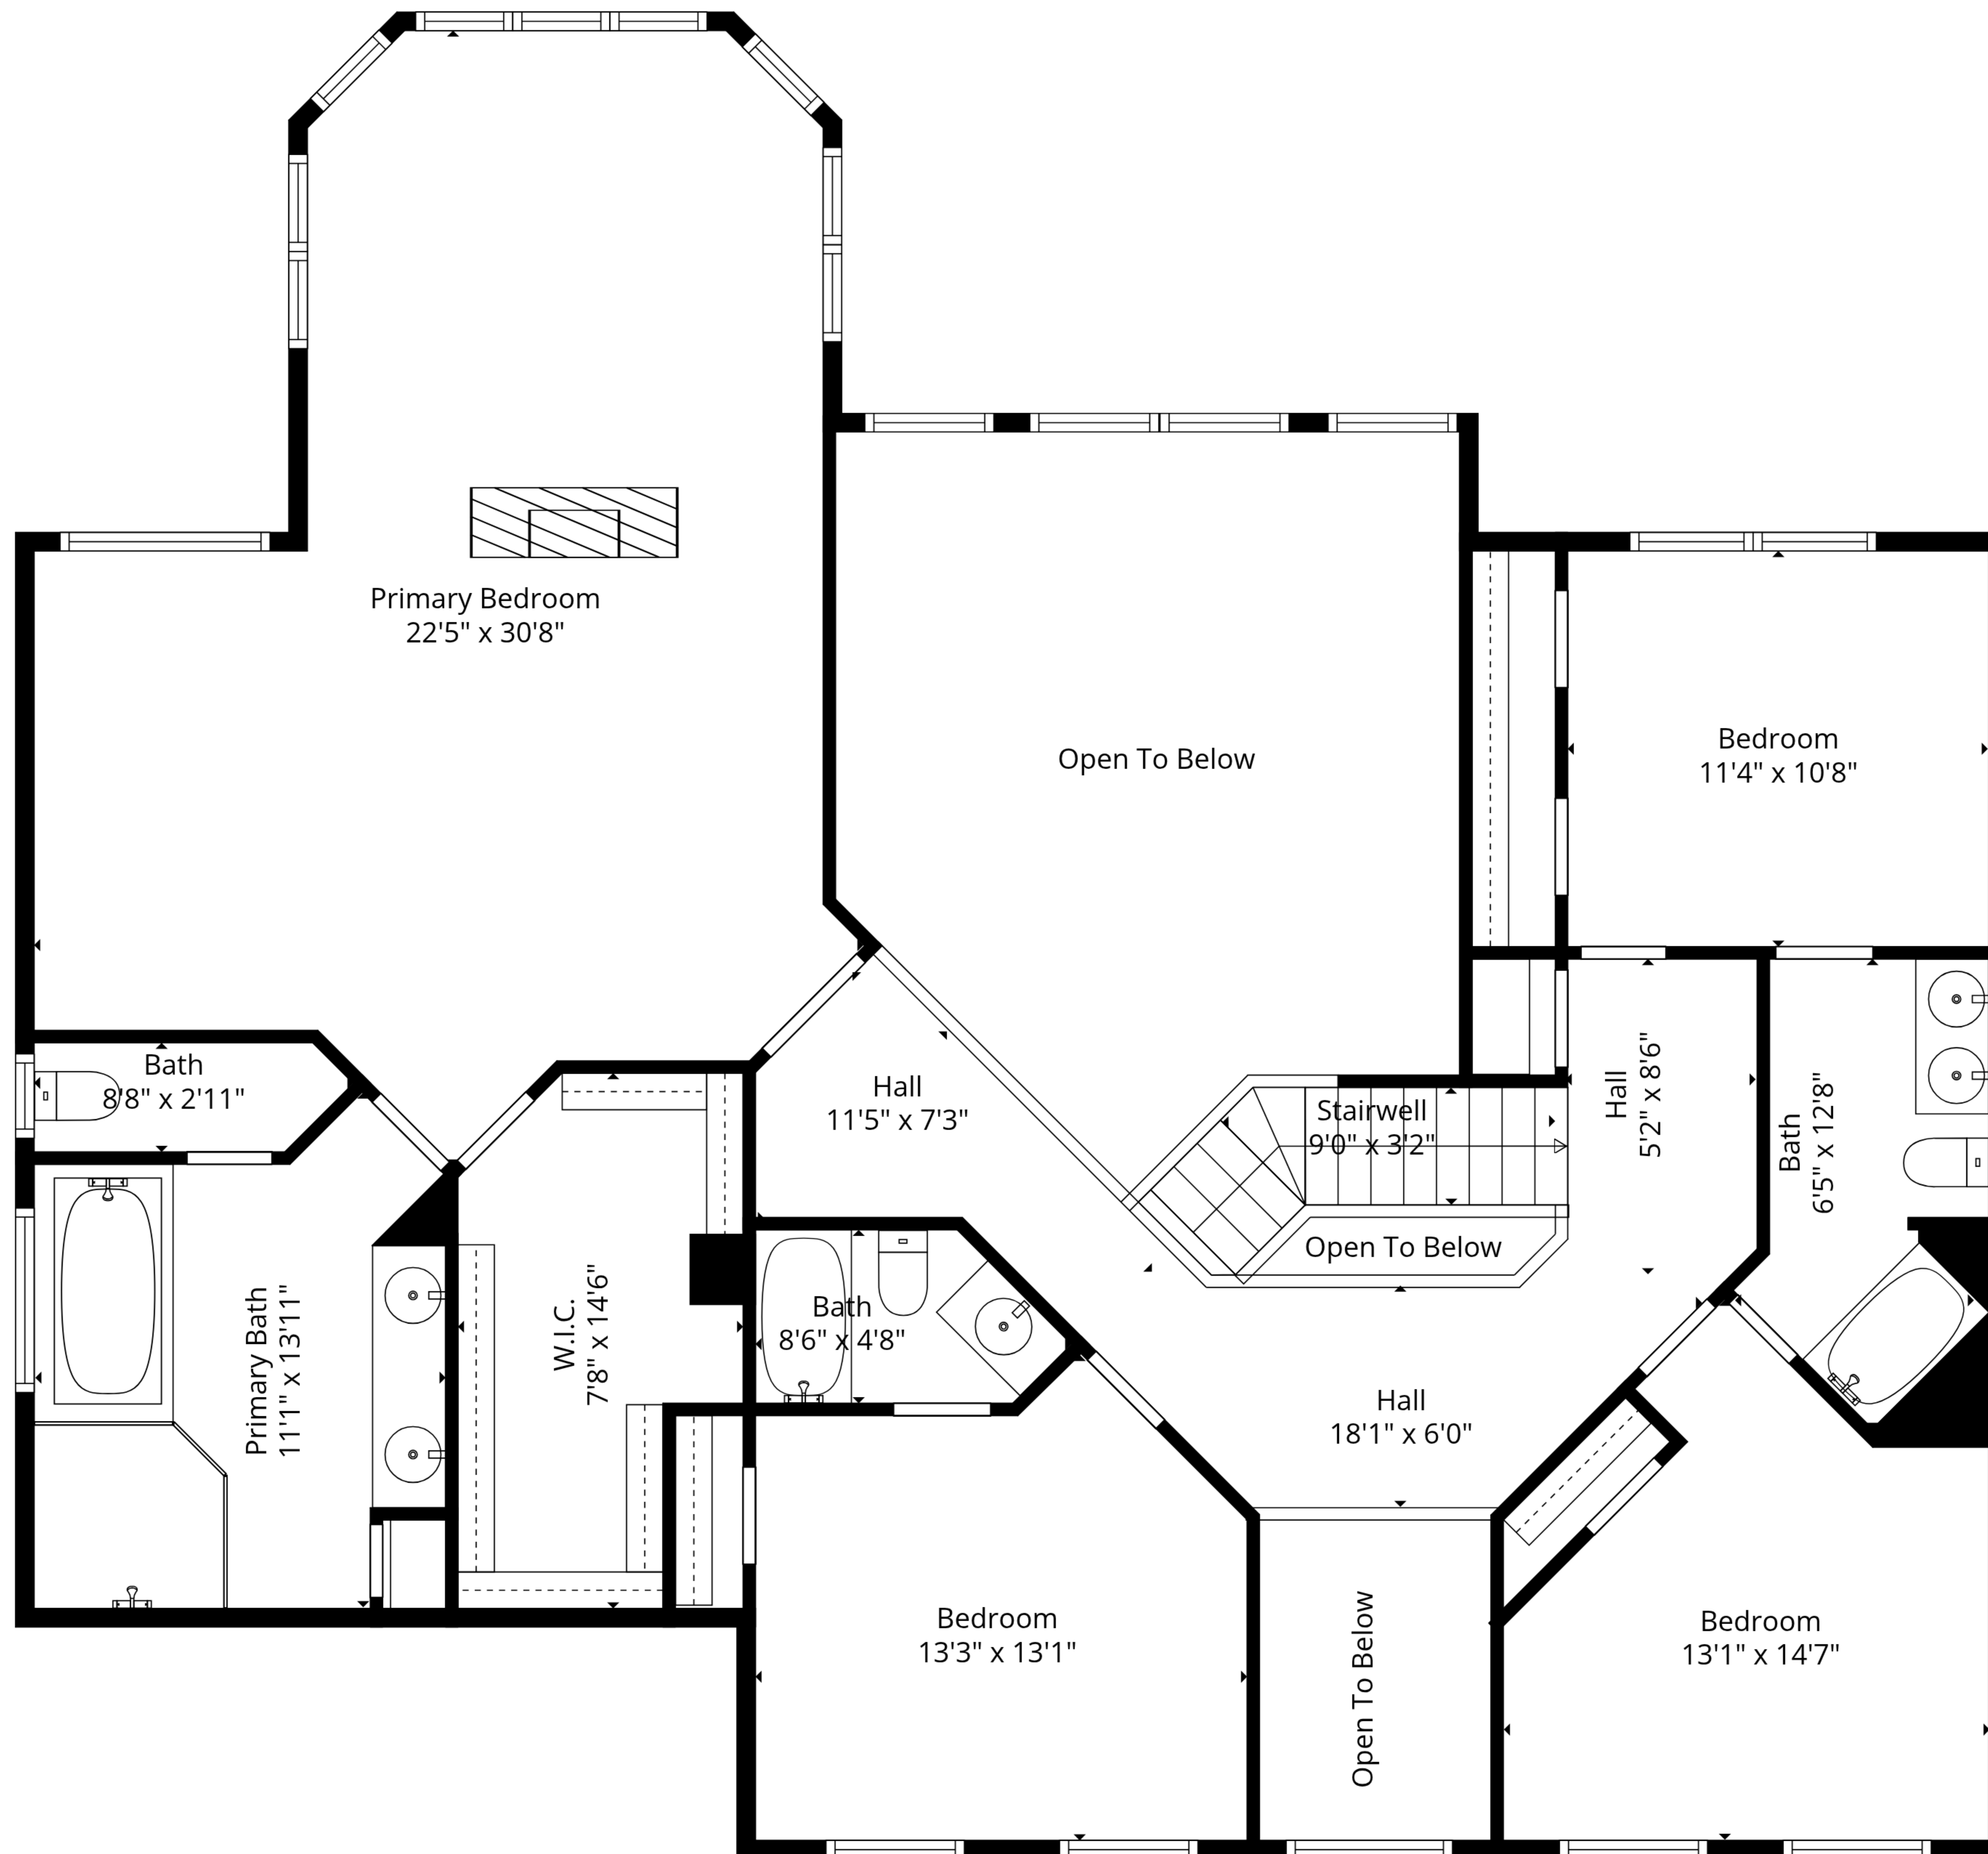 Primary Bedroom
22'5" x 30'8"
Open To Below
Bedroom
11'4" x 10'8"
Bath
8'8" x 2'11"
Hall
11'5" x 7'3"
Stairwell
9'0" x 3'2"
Hall
5'2" x 8'6"
Bath
6'5" x 12'8"
Open To Below
Primary Bath
11'1" x 13'11"
W.I.C.
7'8" x 14'6"
Bath
8'6" x 4'8"
Hall
18'1" x 6'0"
Bedroom
13'3" x 13'1"
Open To Below
Bedroom
13'1" x 14'7"